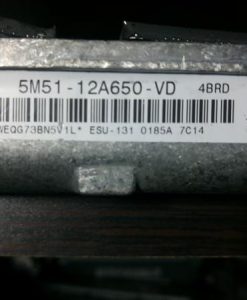 5M51-12A650-VD 4BRD
WEQG73BN5V1L* ESU-131 0185A 7C14